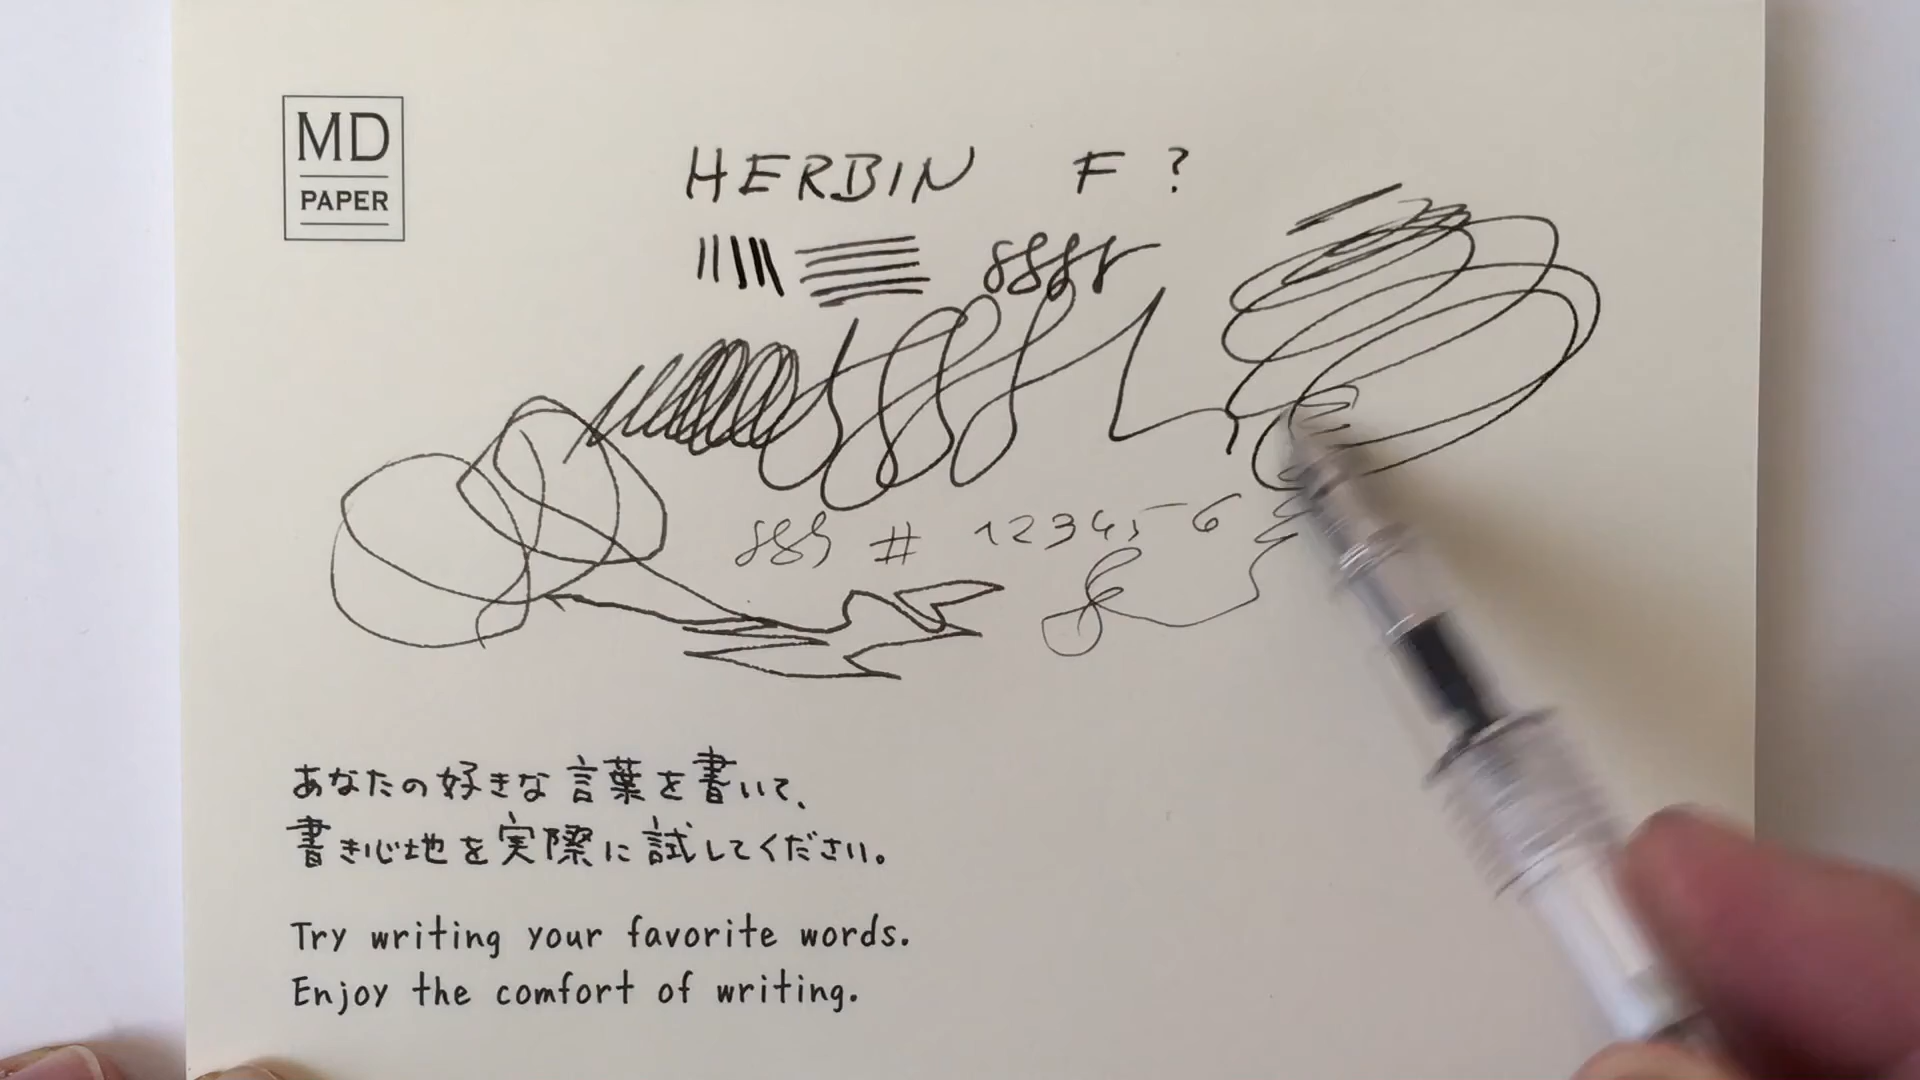 MD
PAPER
HERBIN F ?
8888
888 # 123456
あなたの好きな言葉を書いて、
書き心地を実際に試してください。
Try writing your favorite words.
Enjoy the comfort of writing.